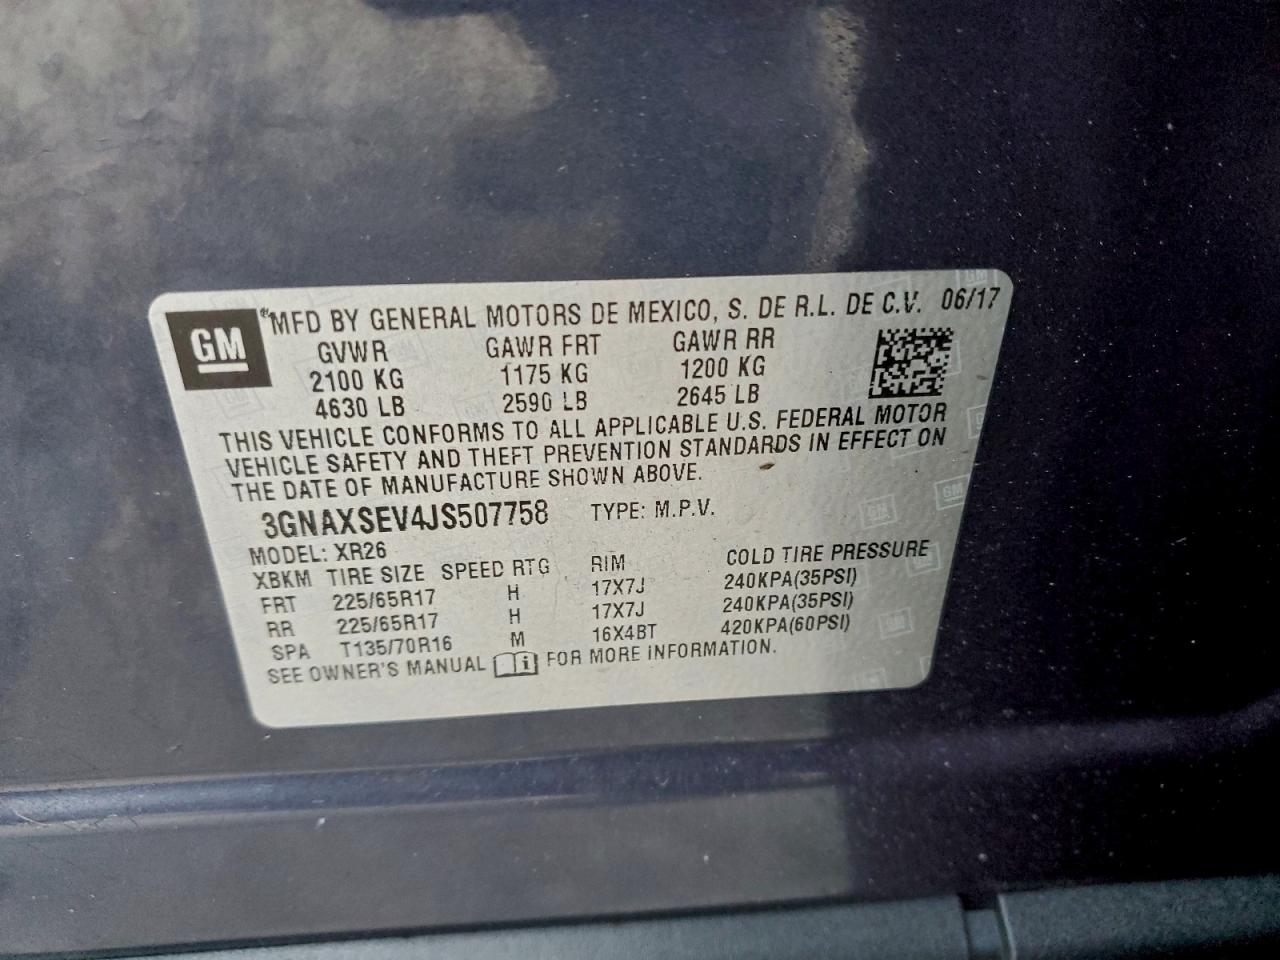 GM
®MFD BY GENERAL MOTORS DE MEXICO, S. DE R.L. DE C.V. 06/17
GVWR GAWR FRT GAWR RR
2100 KG 1175 KG 1200 KG
4630 LB 2590 LB 2645 LB
THIS VEHICLE CONFORMS TO ALL APPLICABLE U.S. FEDERAL MOTOR
VEHICLE SAFETY AND THEFT PREVENTION STANDARDS IN EFFECT ON
THE DATE OF MANUFACTURE SHOWN ABOVE.
3GNAXSEV4JS507758 TYPE: M.P.V.
MODEL: XR26
XBKM TIRE SIZE SPEED RTG RIM COLD TIRE PRESSURE
FRT 225/65R17 H 17X7J 240KPA(35PSI)
RR 225/65R17 H 17X7J 240KPA(35PSI)
SPA T135/70R16 M 16X4BT 420KPA(60PSI)
SEE OWNER'S MANUAL FOR MORE INFORMATION.